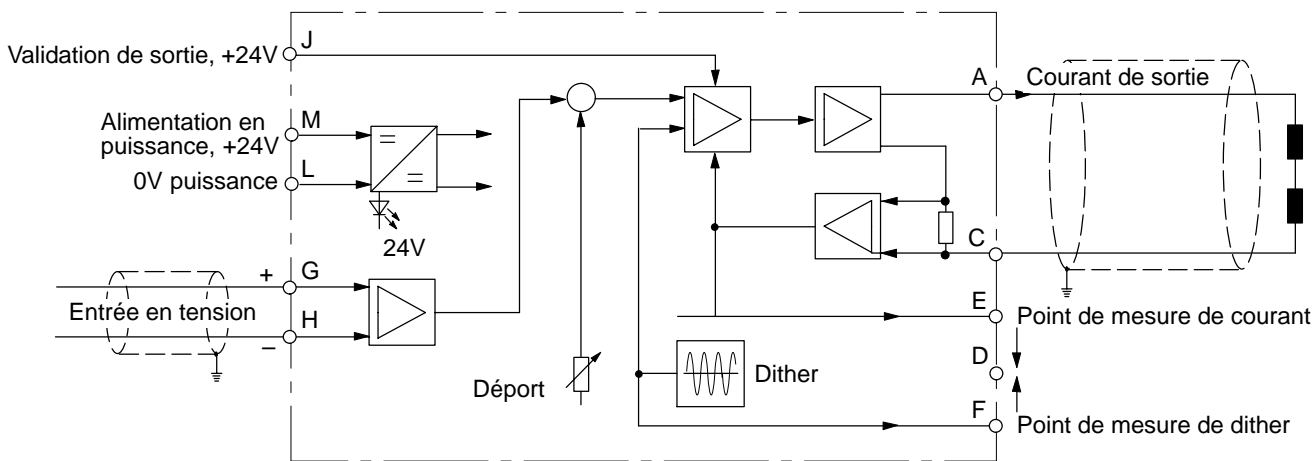 J
Validation de sortie, +24V
A
Courant de sortie
M
Alimentation en
puissance, +24V
L
0V puissance
24V
C
+
G
Entrée en tension
H
−
E
Point de mesure de courant
D
Déport
Dither
F
Point de mesure de dither